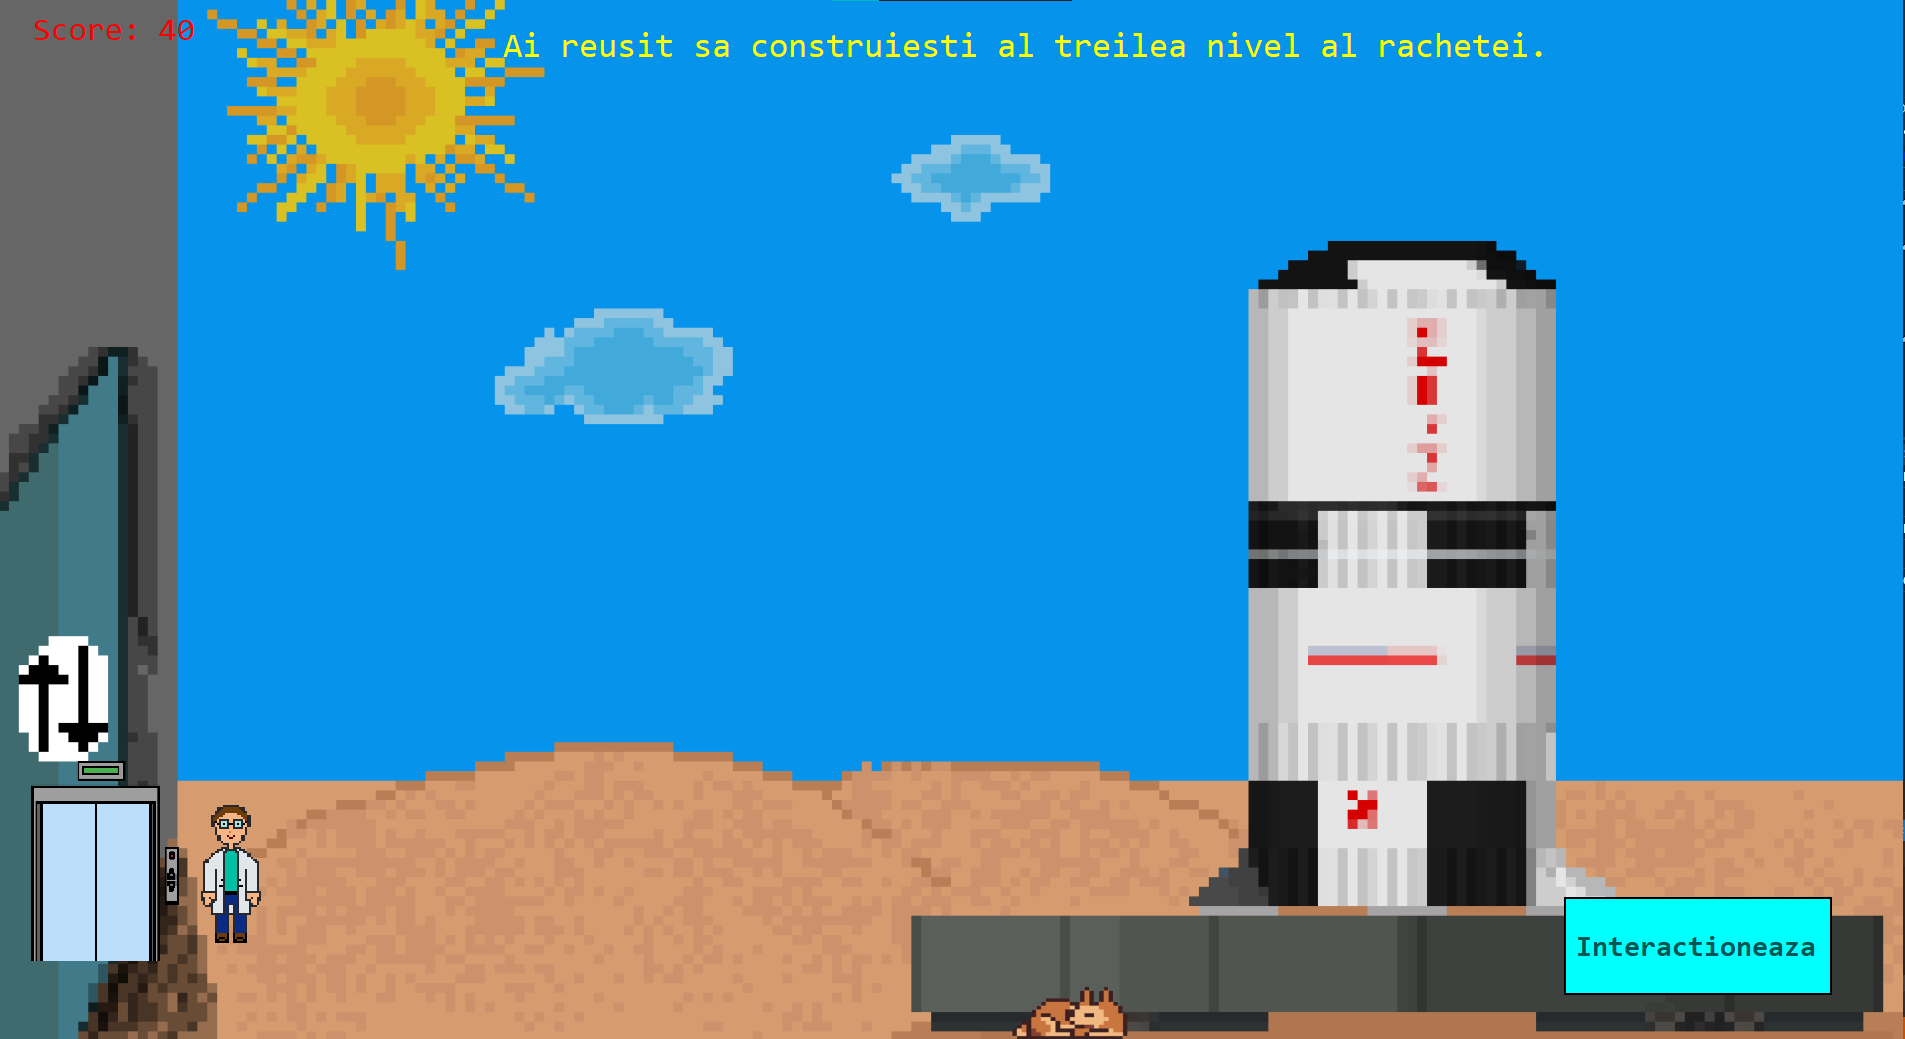 Score: 40
Ai reusit sa construiesti al treilea nivel al rachetei.
Interactioneaza